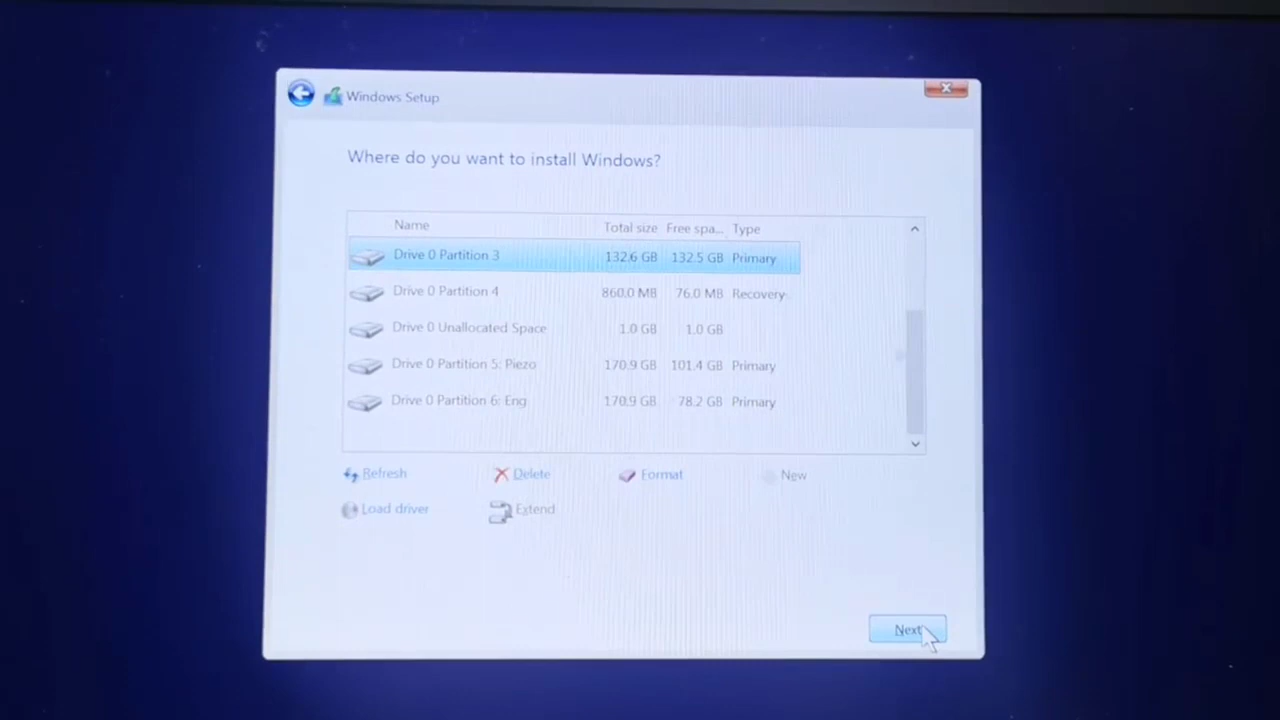 Windows Setup
Where do you want to install Windows?
Name Total size Free spa... Type
Drive 0 Partition 3 132.6 GB 132.5 GB Primary
Drive 0 Partition 4 860.0 MB 76.0 MB Recovery
Drive 0 Unallocated Space 1.0 GB 1.0 GB
Drive 0 Partition 5: Piezo 170.9 GB 101.4 GB Primary
Drive 0 Partition 6: Eng 170.9 GB 78.2 GB Primary
Refresh Delete Format New
Load driver Extend
Next